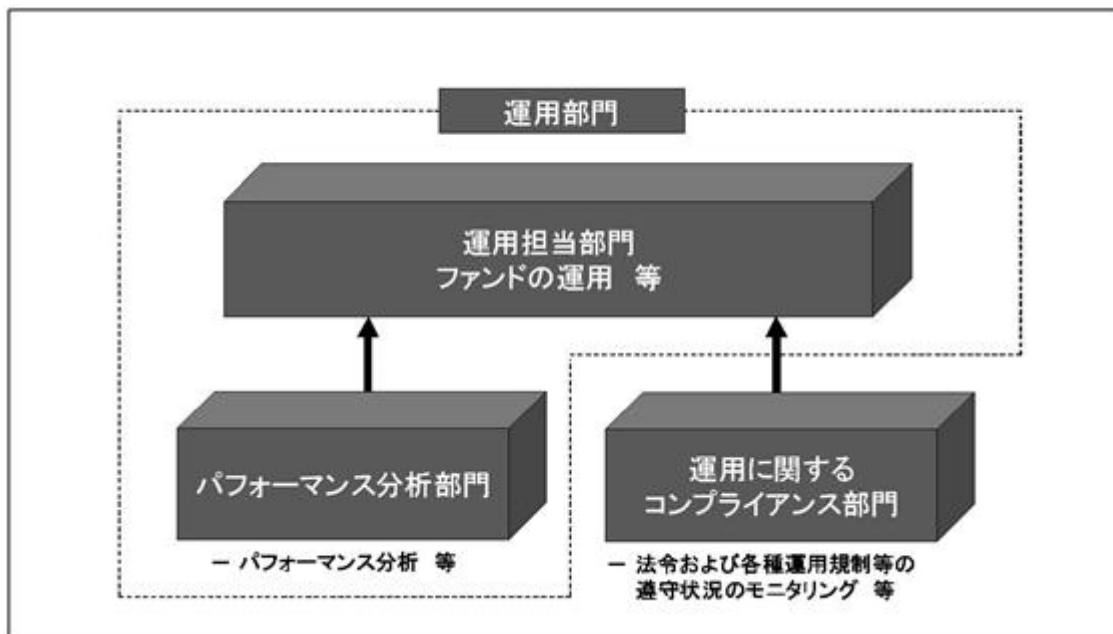 運用部門
運用担当部門
ファンドの運用 等
パフォーマンス分析部門
− パフォーマンス分析 等
運用に関する
コンプライアンス部門
− 法令および各種運用規制等の
遵守状況のモニタリング 等